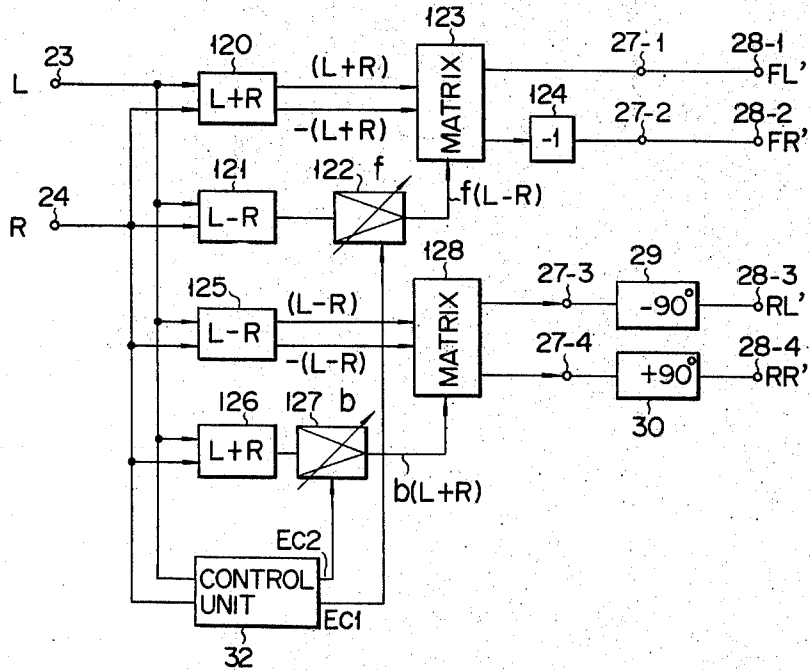 123
23
120
(L+R)
27-1
28-1
L
L+R
MATRIX
FL'
-(L+R)
124
27-2
28-2
-1
FR'
24
121
122
f
R
L-R
f(L-R)
128
125
(L-R)
27-3
29
28-3
L-R
MATRIX
-90°
RL'
-(L-R)
27-4
28-4
126
127
b
+90°
RR'
L+R
30
b(L+R)
EC2
CONTROL
UNIT
EC1
32